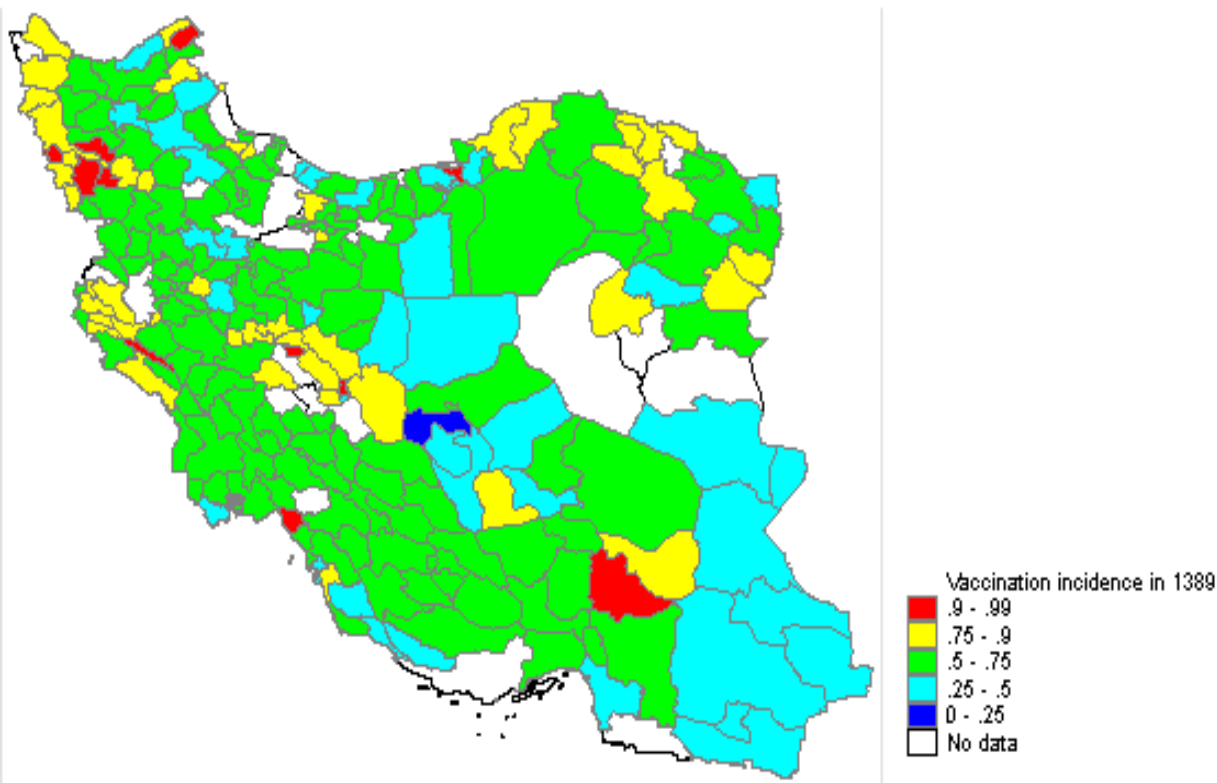 Vaccination incidence in 1389
.9 - .99
.75 - .9
.5 - .75
.25 - .5
0 - .25
No data